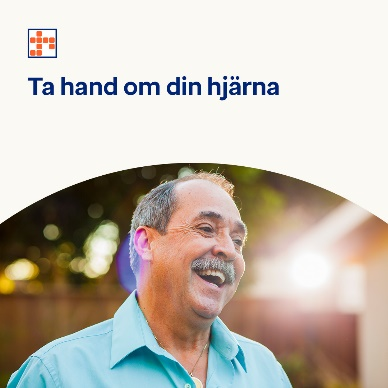 Ta hand om din hjärna